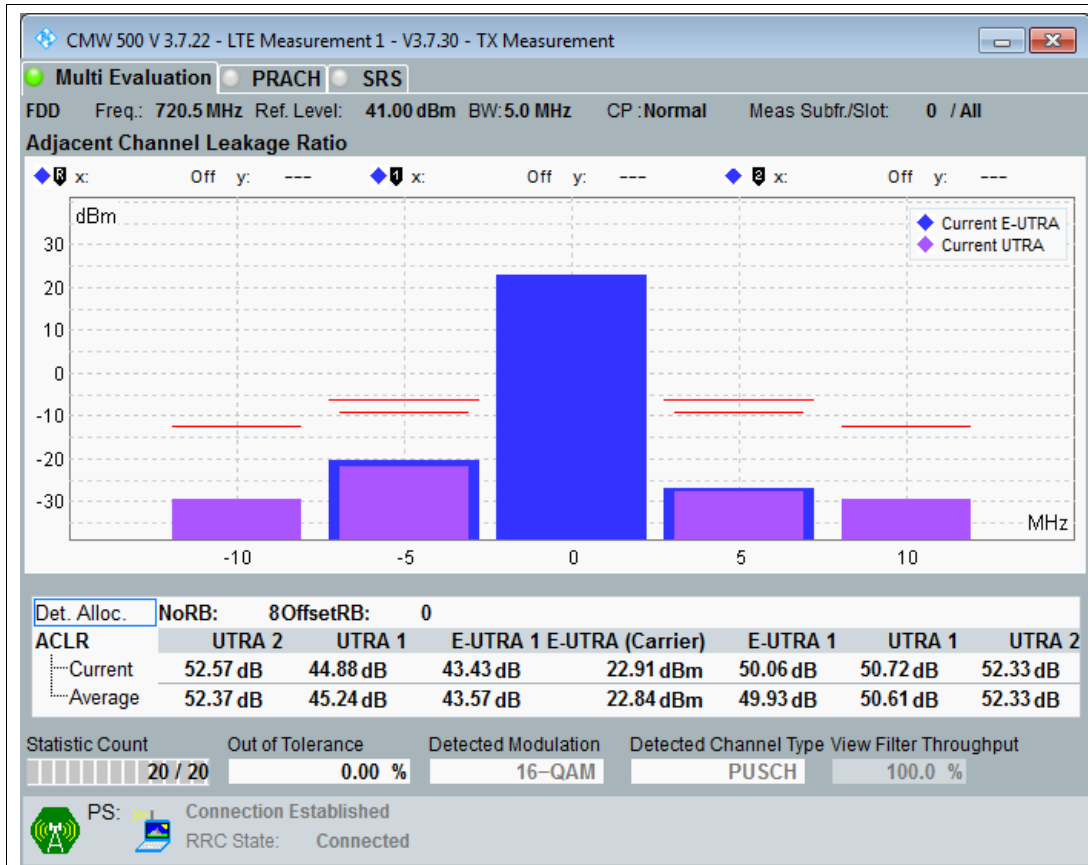 CMW 500 V 3.7.22 - LTE Measurement 1 - V3.7.30 - TX Measurement
Multi Evaluation PRACH SRS
FDD Freq.: 720.5 MHz Ref. Level: 41.00 dBm BW: 5.0 MHz CP : Normal Meas Subfr./Slot: 0 / All
Adjacent Channel Leakage Ratio
R x: Off y: --- 1 x: Off y: --- 2 x: Off y: ---
dBm
Current E-UTRA
Current UTRA
30
20
10
0
-10
-20
-30
MHz
-10 -5 0 5 10
Det. Alloc. NoRB: 8 OffsetRB: 0
ACLR UTRA 2 UTRA 1 E-UTRA 1 E-UTRA (Carrier) E-UTRA 1 UTRA 1 UTRA 2
Current 52.57 dB 44.88 dB 43.43 dB 22.91 dBm 50.06 dB 50.72 dB 52.33 dB
Average 52.37 dB 45.24 dB 43.57 dB 22.84 dBm 49.93 dB 50.61 dB 52.33 dB
Statistic Count Out of Tolerance Detected Modulation Detected Channel Type View Filter Throughput
20 / 20 0.00 % 16-QAM PUSCH 100.0 %
PS: Connection Established
RRC State: Connected